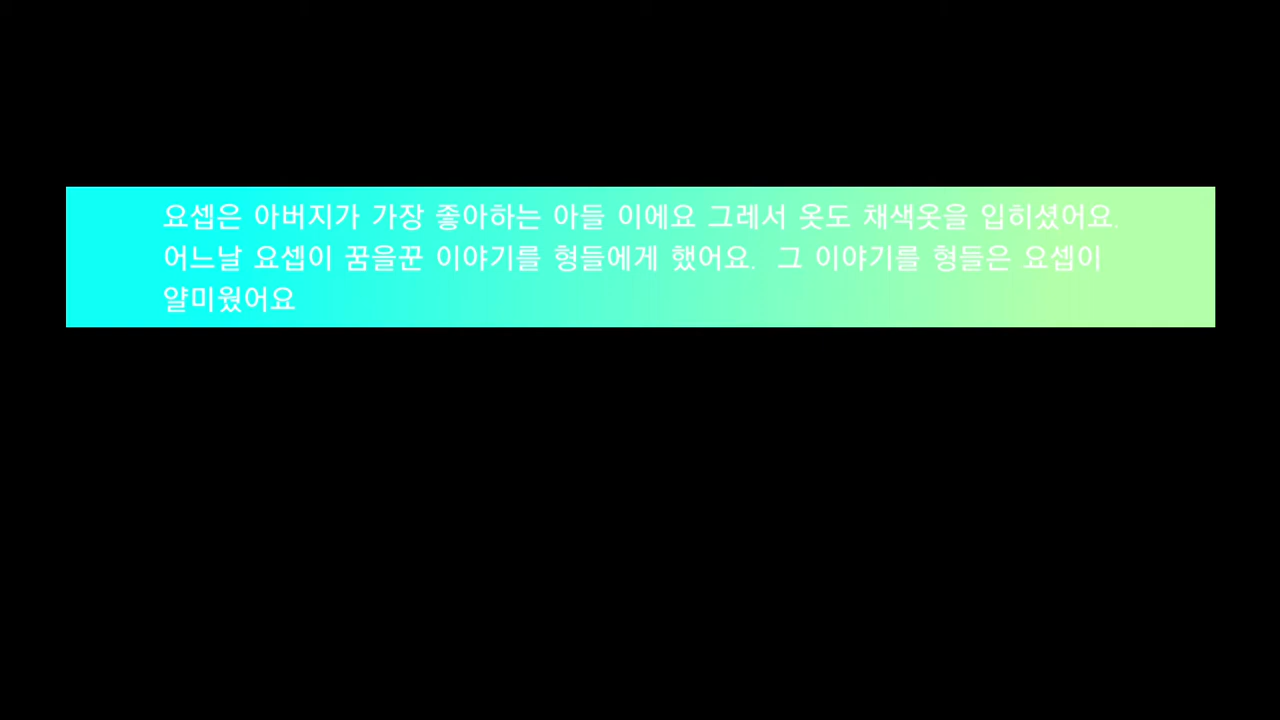 요셉은 아버지가 가장 좋아하는 아들 이에요 그레서 옷도 채색옷을 입히셨어요.
어느날 요셉이 꿈을꾼 이야기를 형들에게 했어요.  그 이야기를 형들은 요셉이
얄미웠어요